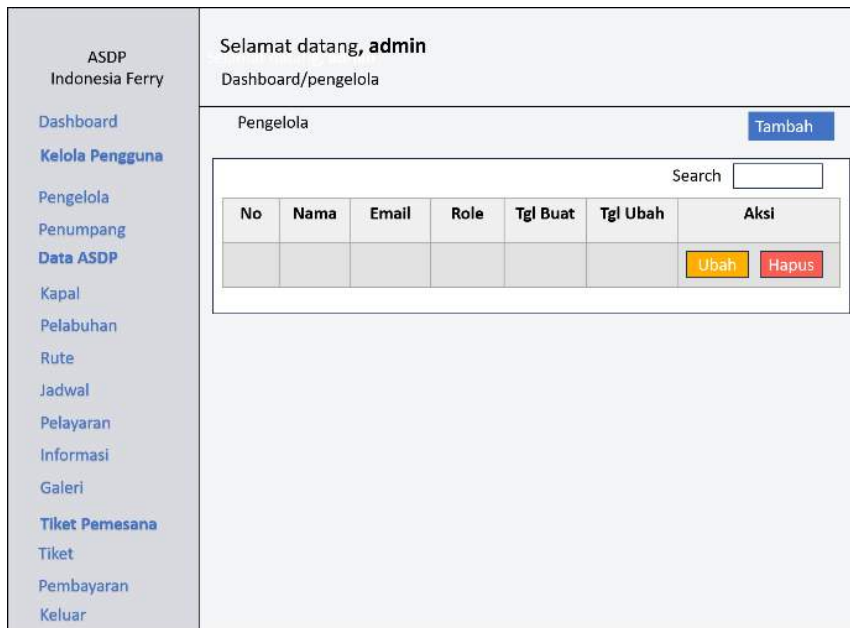 ASDP
Indonesia Ferry
Dashboard
Kelola Pengguna
Pengelola
Penumpang
Data ASDP
Kapal
Pelabuhan
Rute
Jadwal
Pelayaran
Informasi
Galeri
Tiket Pemesana
Tiket
Pembayaran
Keluar
Selamat datang, admin
Dashboard/pengelola
Pengelola
Tambah
Search
No Nama Email Role Tgl Buat Tgl Ubah Aksi
Ubah Hapus